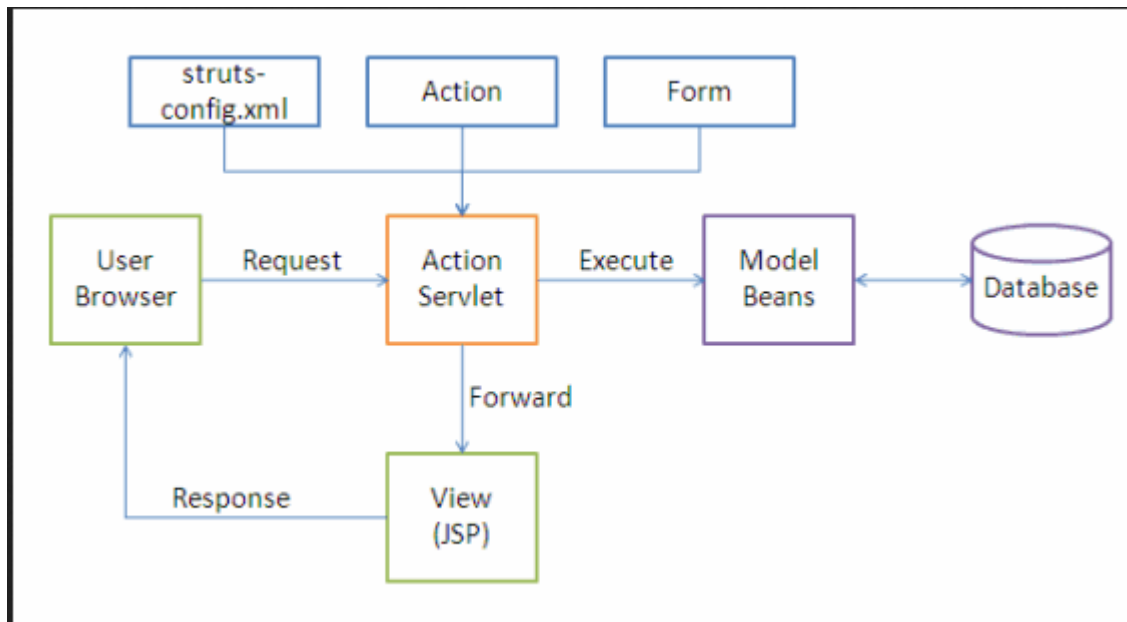 struts-
config.xml
Action
Form
User
Browser
Request
Action
Servlet
Execute
Model
Beans
Database
Forward
Response
View
(JSP)